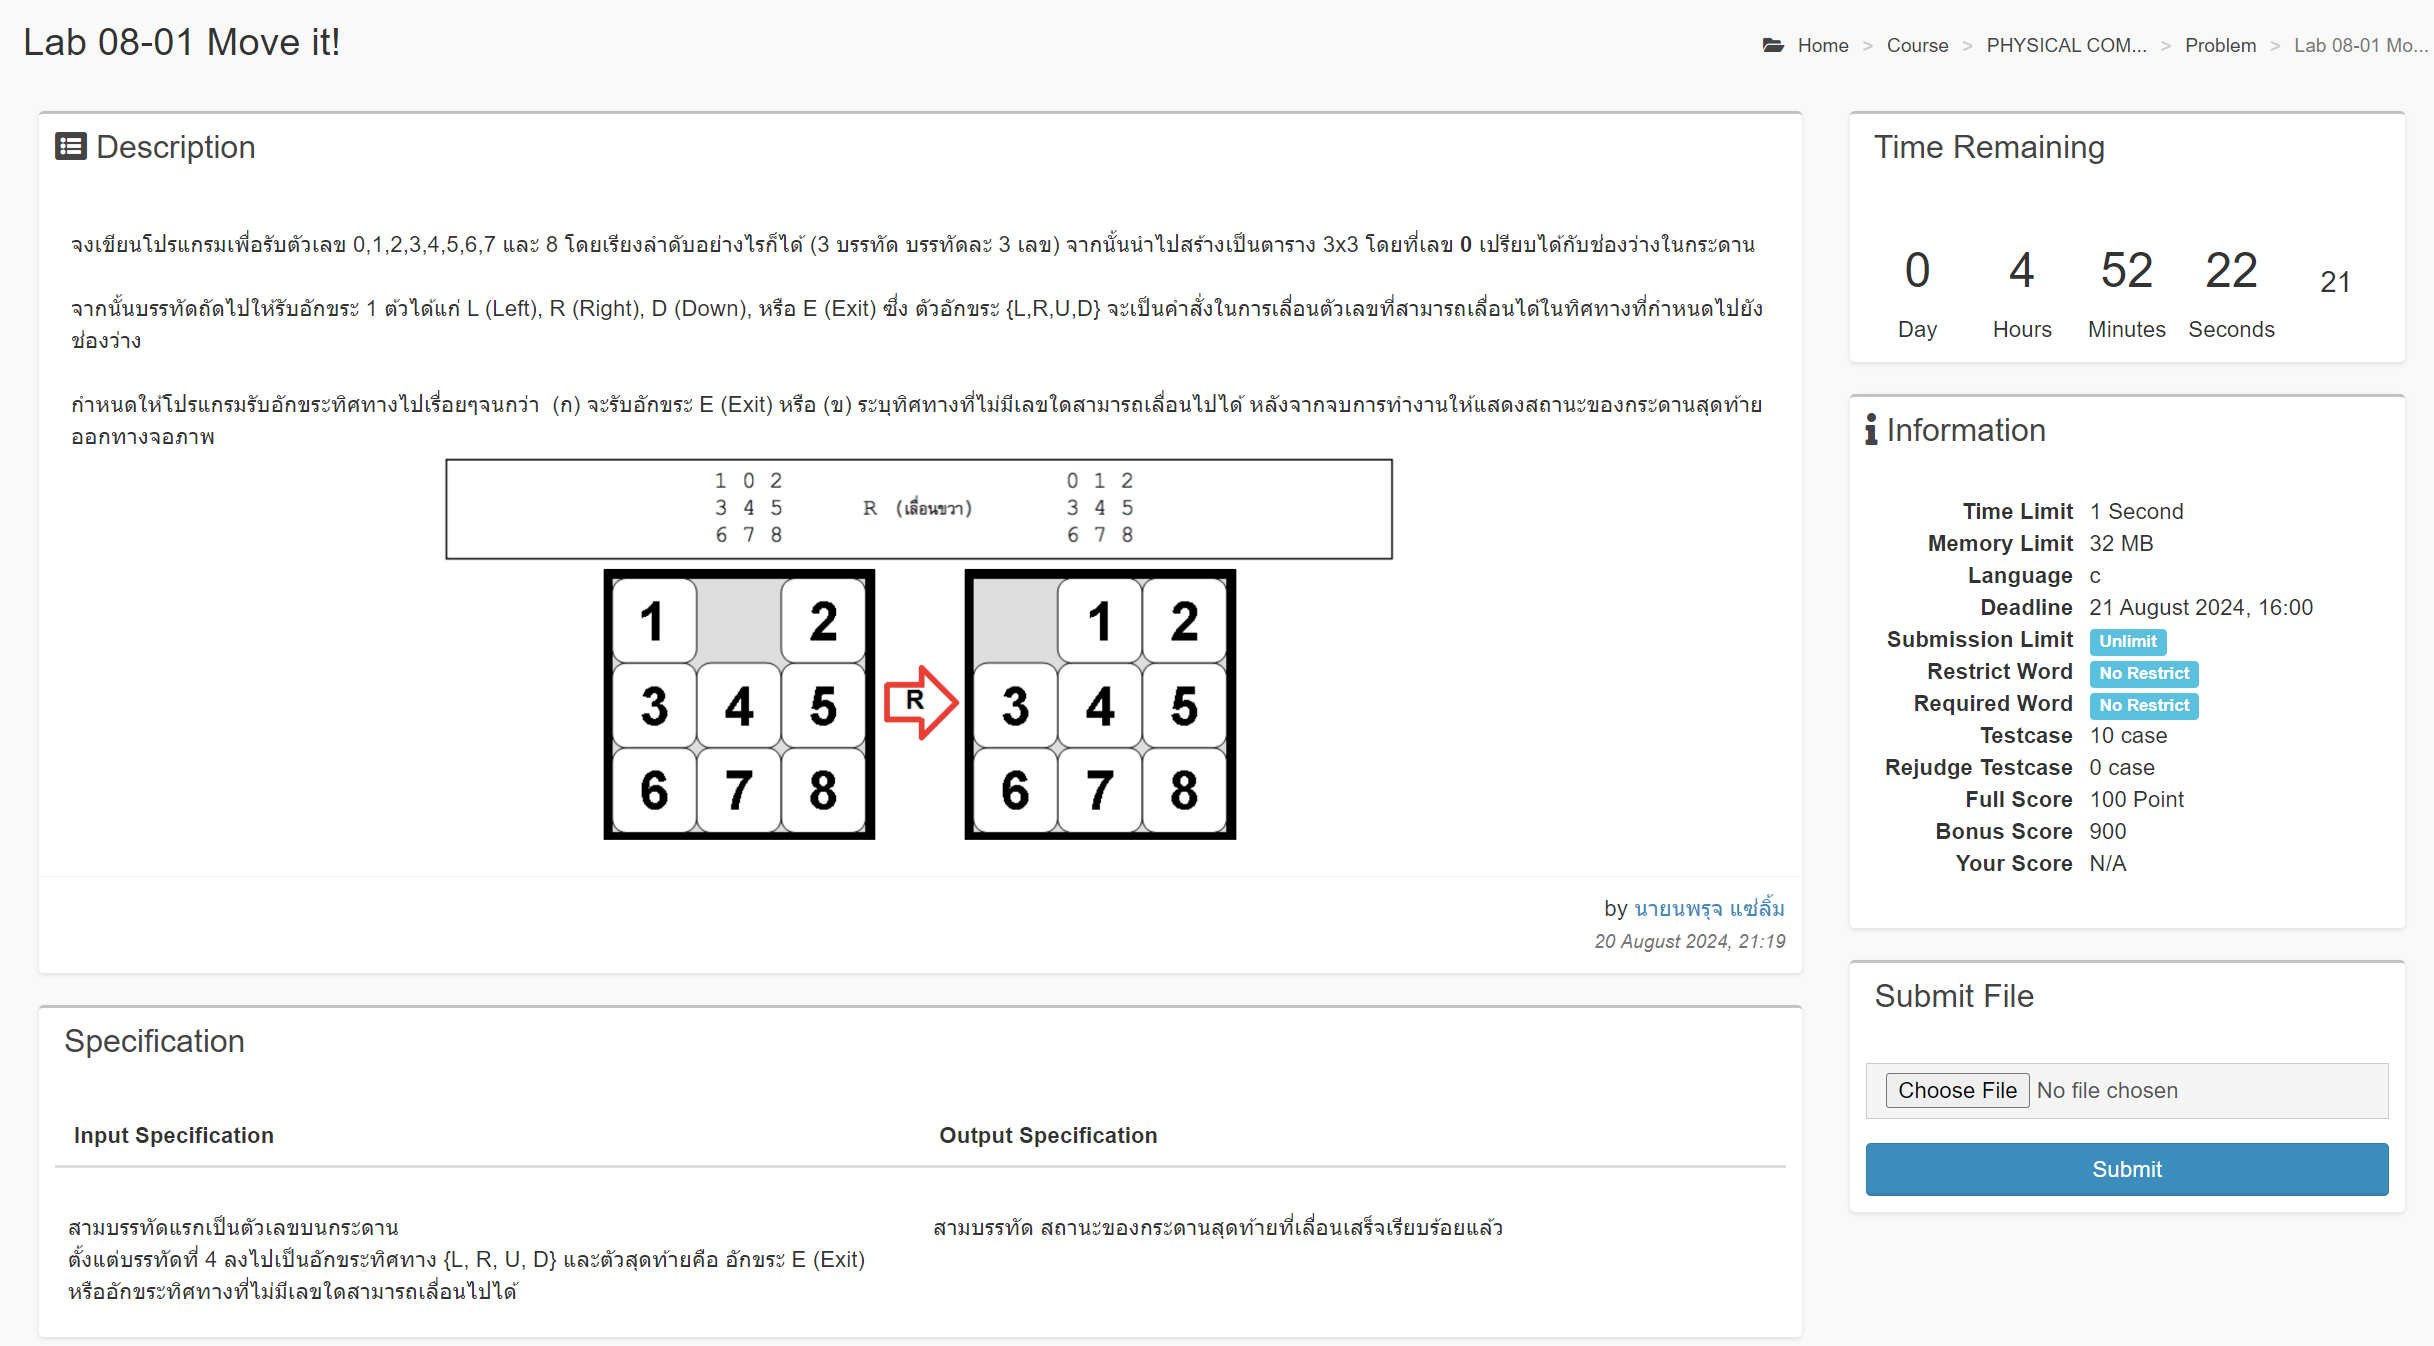 Lab 08-01 Move it!
Home > Course > PHYSICAL COM... > Problem > Lab 08-01 Mo...
Description
จงเขียนโปรแกรมเพื่อรับตัวเลข 0,1,2,3,4,5,6,7 และ 8 โดยเรียงลำดับอย่างไรก็ได้ (3 บรรทัด บรรทัดละ 3 เลข) จากนั้นนำไปสร้างเป็นตาราง 3x3 โดยที่เลข 0 เปรียบได้กับช่องว่างในกระดาน
จากนั้นบรรทัดถัดไปให้รับอักขระ 1 ตัวได้แก่ L (Left), R (Right), D (Down), หรือ E (Exit) ซึ่ง ตัวอักขระ {L,R,U,D} จะเป็นคำสั่งในการเลื่อนตัวเลขที่สามารถเลื่อนได้ในทิศทางที่กำหนดไปยัง
ช่องว่าง
กำหนดให้โปรแกรมรับอักขระทิศทางไปเรื่อยๆจนกว่า (ก) จะรับอักขระ E (Exit) หรือ (ข) ระบุทิศทางที่ไม่มีเลขใดสามารถเลื่อนไปได้ หลังจากจบการทำงานให้แสดงสถานะของกระดานสุดท้าย
ออกทางจอภาพ
1 0 2 0 1 2
3 4 5 R (เลื่อนขวา) 3 4 5
6 7 8 6 7 8
1 2 1 2
3 4 5 R 3 4 5
6 7 8 6 7 8
by นายนพรุจ แซ่ลิ้ม
20 August 2024, 21:19
Specification
Input Specification Output Specification
สามบรรทัดแรกเป็นตัวเลขบนกระดาน สามบรรทัด สถานะของกระดานสุดท้ายที่เลื่อนเสร็จเรียบร้อยแล้ว
ตั้งแต่บรรทัดที่ 4 ลงไปเป็นอักขระทิศทาง {L, R, U, D} และตัวสุดท้ายคือ อักขระ E (Exit)
หรืออักขระทิศทางที่ไม่มีเลขใดสามารถเลื่อนไปได้
Time Remaining
0 4 52 22 21
Day Hours Minutes Seconds
Information
Time Limit 1 Second
Memory Limit 32 MB
Language c
Deadline 21 August 2024, 16:00
Submission Limit Unlimit
Restrict Word No Restrict
Required Word No Restrict
Testcase 10 case
Rejudge Testcase 0 case
Full Score 100 Point
Bonus Score 900
Your Score N/A
Submit File
Choose File No file chosen
Submit